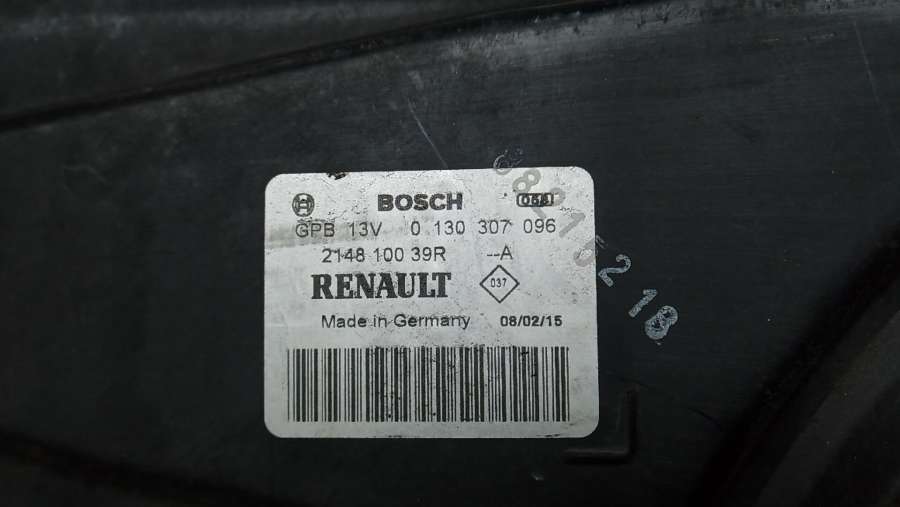 BOSCH
GPB 13V 0 130 307 096
2148 100 39R --A
RENAULT 037
Made in Germany 08/02/15